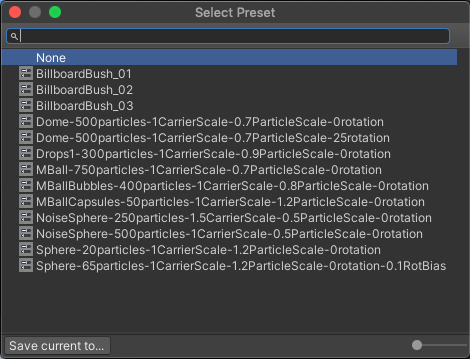 Select Preset
None
BillboardBush_01
BillboardBush_02
BillboardBush_03
Dome-500particles-1CarrierScale-0.7ParticleScale-0rotation
Dome-500particles-1CarrierScale-0.7ParticleScale-25rotation
Drops1-300particles-1CarrierScale-0.9ParticleScale-0rotation
MBall-750particles-1CarrierScale-0.7ParticleScale-0rotation
MBallBubbles-400particles-1CarrierScale-0.8ParticleScale-0rotation
MBallCapsules-50particles-1CarrierScale-1.2ParticleScale-0rotation
NoiseSphere-250particles-1.5CarrierScale-0.5ParticleScale-0rotation
NoiseSphere-500particles-1CarrierScale-0.5ParticleScale-0rotation
Sphere-20particles-1CarrierScale-1.2ParticleScale-0rotation
Sphere-65particles-1CarrierScale-1.2ParticleScale-0rotation-0.1RotBias
Save current to...